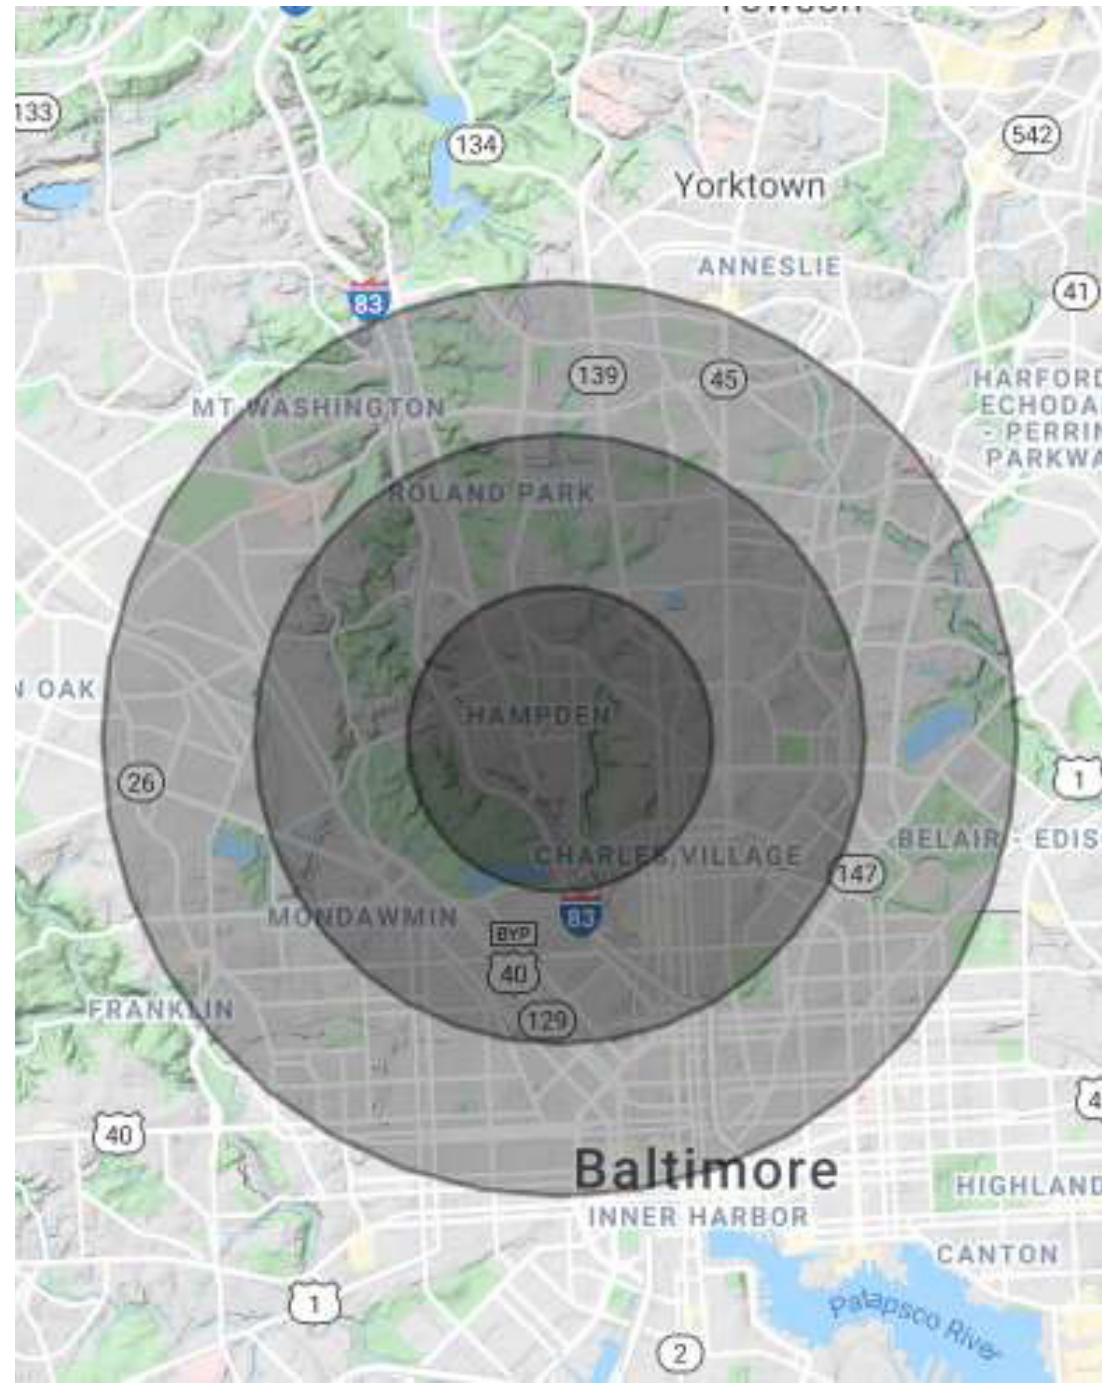 Towson
133
134
542
Yorktown
ANNESLIE
41
83
139
45
HARFORD
ECHODA
- PERRIN
PARKWA
MT WASHINGTON
ROLAND PARK
N OAK
HAMPDEN
26
1
CHARLES VILLAGE
BELAIR - EDIS
147
MONDAWMIN
83
BYP
40
FRANKLIN
129
40
4
Baltimore
HIGHLAND
INNER HARBOR
CANTON
1
Patapsco River
2